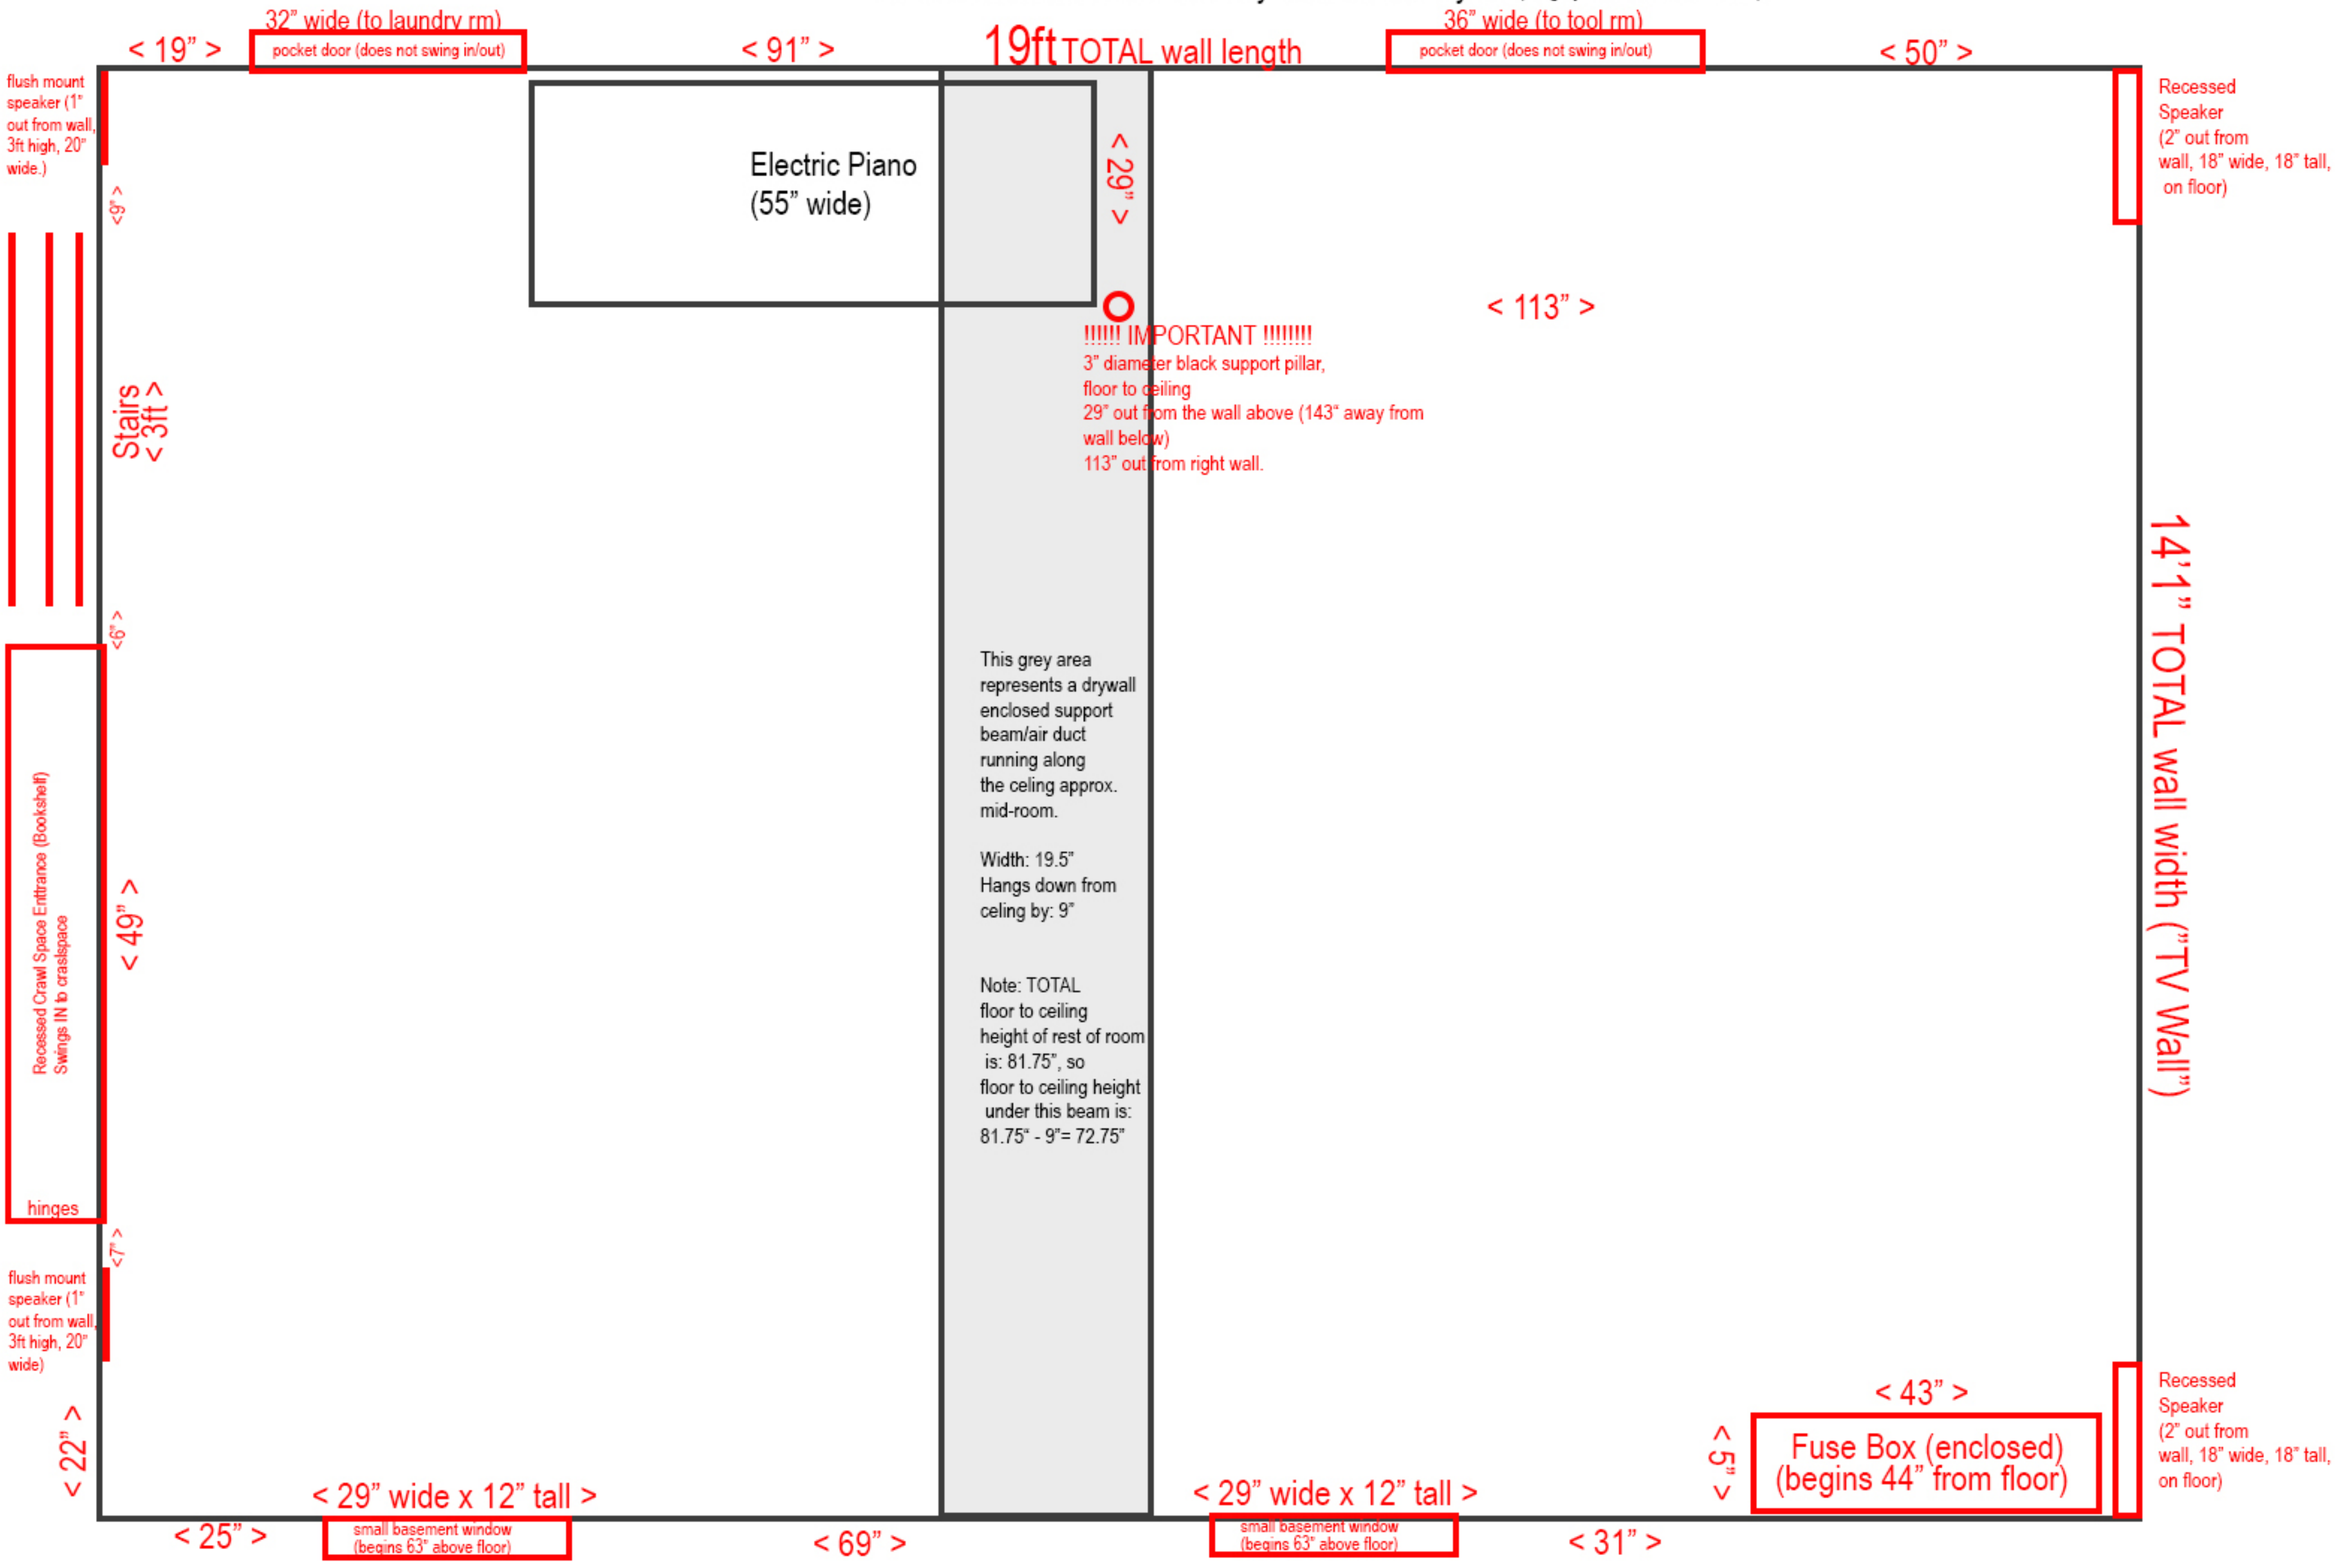 32” wide (to laundry rm)
36” wide (to tool rm)
< 19” >
pocket door (does not swing in/out)
< 91” >
19ft TOTAL wall length
pocket door (does not swing in/out)
< 50” >
flush mount
speaker (1”
out from wall,
3ft high, 20”
wide.)
Recessed
Speaker
(2” out from
wall, 18” wide, 18” tall,
on floor)
Electric Piano
(55” wide)
< 29” >
<9” >
< 113” >
!!!!!! IMPORTANT !!!!!!!!
3” diameter black support pillar,
floor to ceiling
29” out from the wall above (143“ away from
wall below)
113” out from right wall.
Stairs
< 3ft >
<6” >
14’1” TOTAL wall width (”TV Wall”)
This grey area
represents a drywall
enclosed support
beam/air duct
running along
the celing approx.
mid-room.
Width: 19.5”
Hangs down from
celing by: 9”
Note: TOTAL
floor to ceiling
height of rest of room
is: 81.75”, so
floor to ceiling height
under this beam is:
81.75“ - 9”= 72.75”
Recessed Crawl Space Enttrance (Bookshelf)
Swings IN to craslspace
< 49” >
hinges
<7” >
flush mount
speaker (1”
out from wall,
3ft high, 20”
wide)
< 22” >
Recessed
Speaker
(2” out from
wall, 18” wide, 18” tall,
on floor)
< 43” >
< 5” >
Fuse Box (enclosed)
(begins 44” from floor)
< 29” wide x 12” tall >
< 29” wide x 12” tall >
< 25” >
small basement window
(begins 63” above floor)
< 69” >
small basement window
(begins 63” above floor)
< 31” >